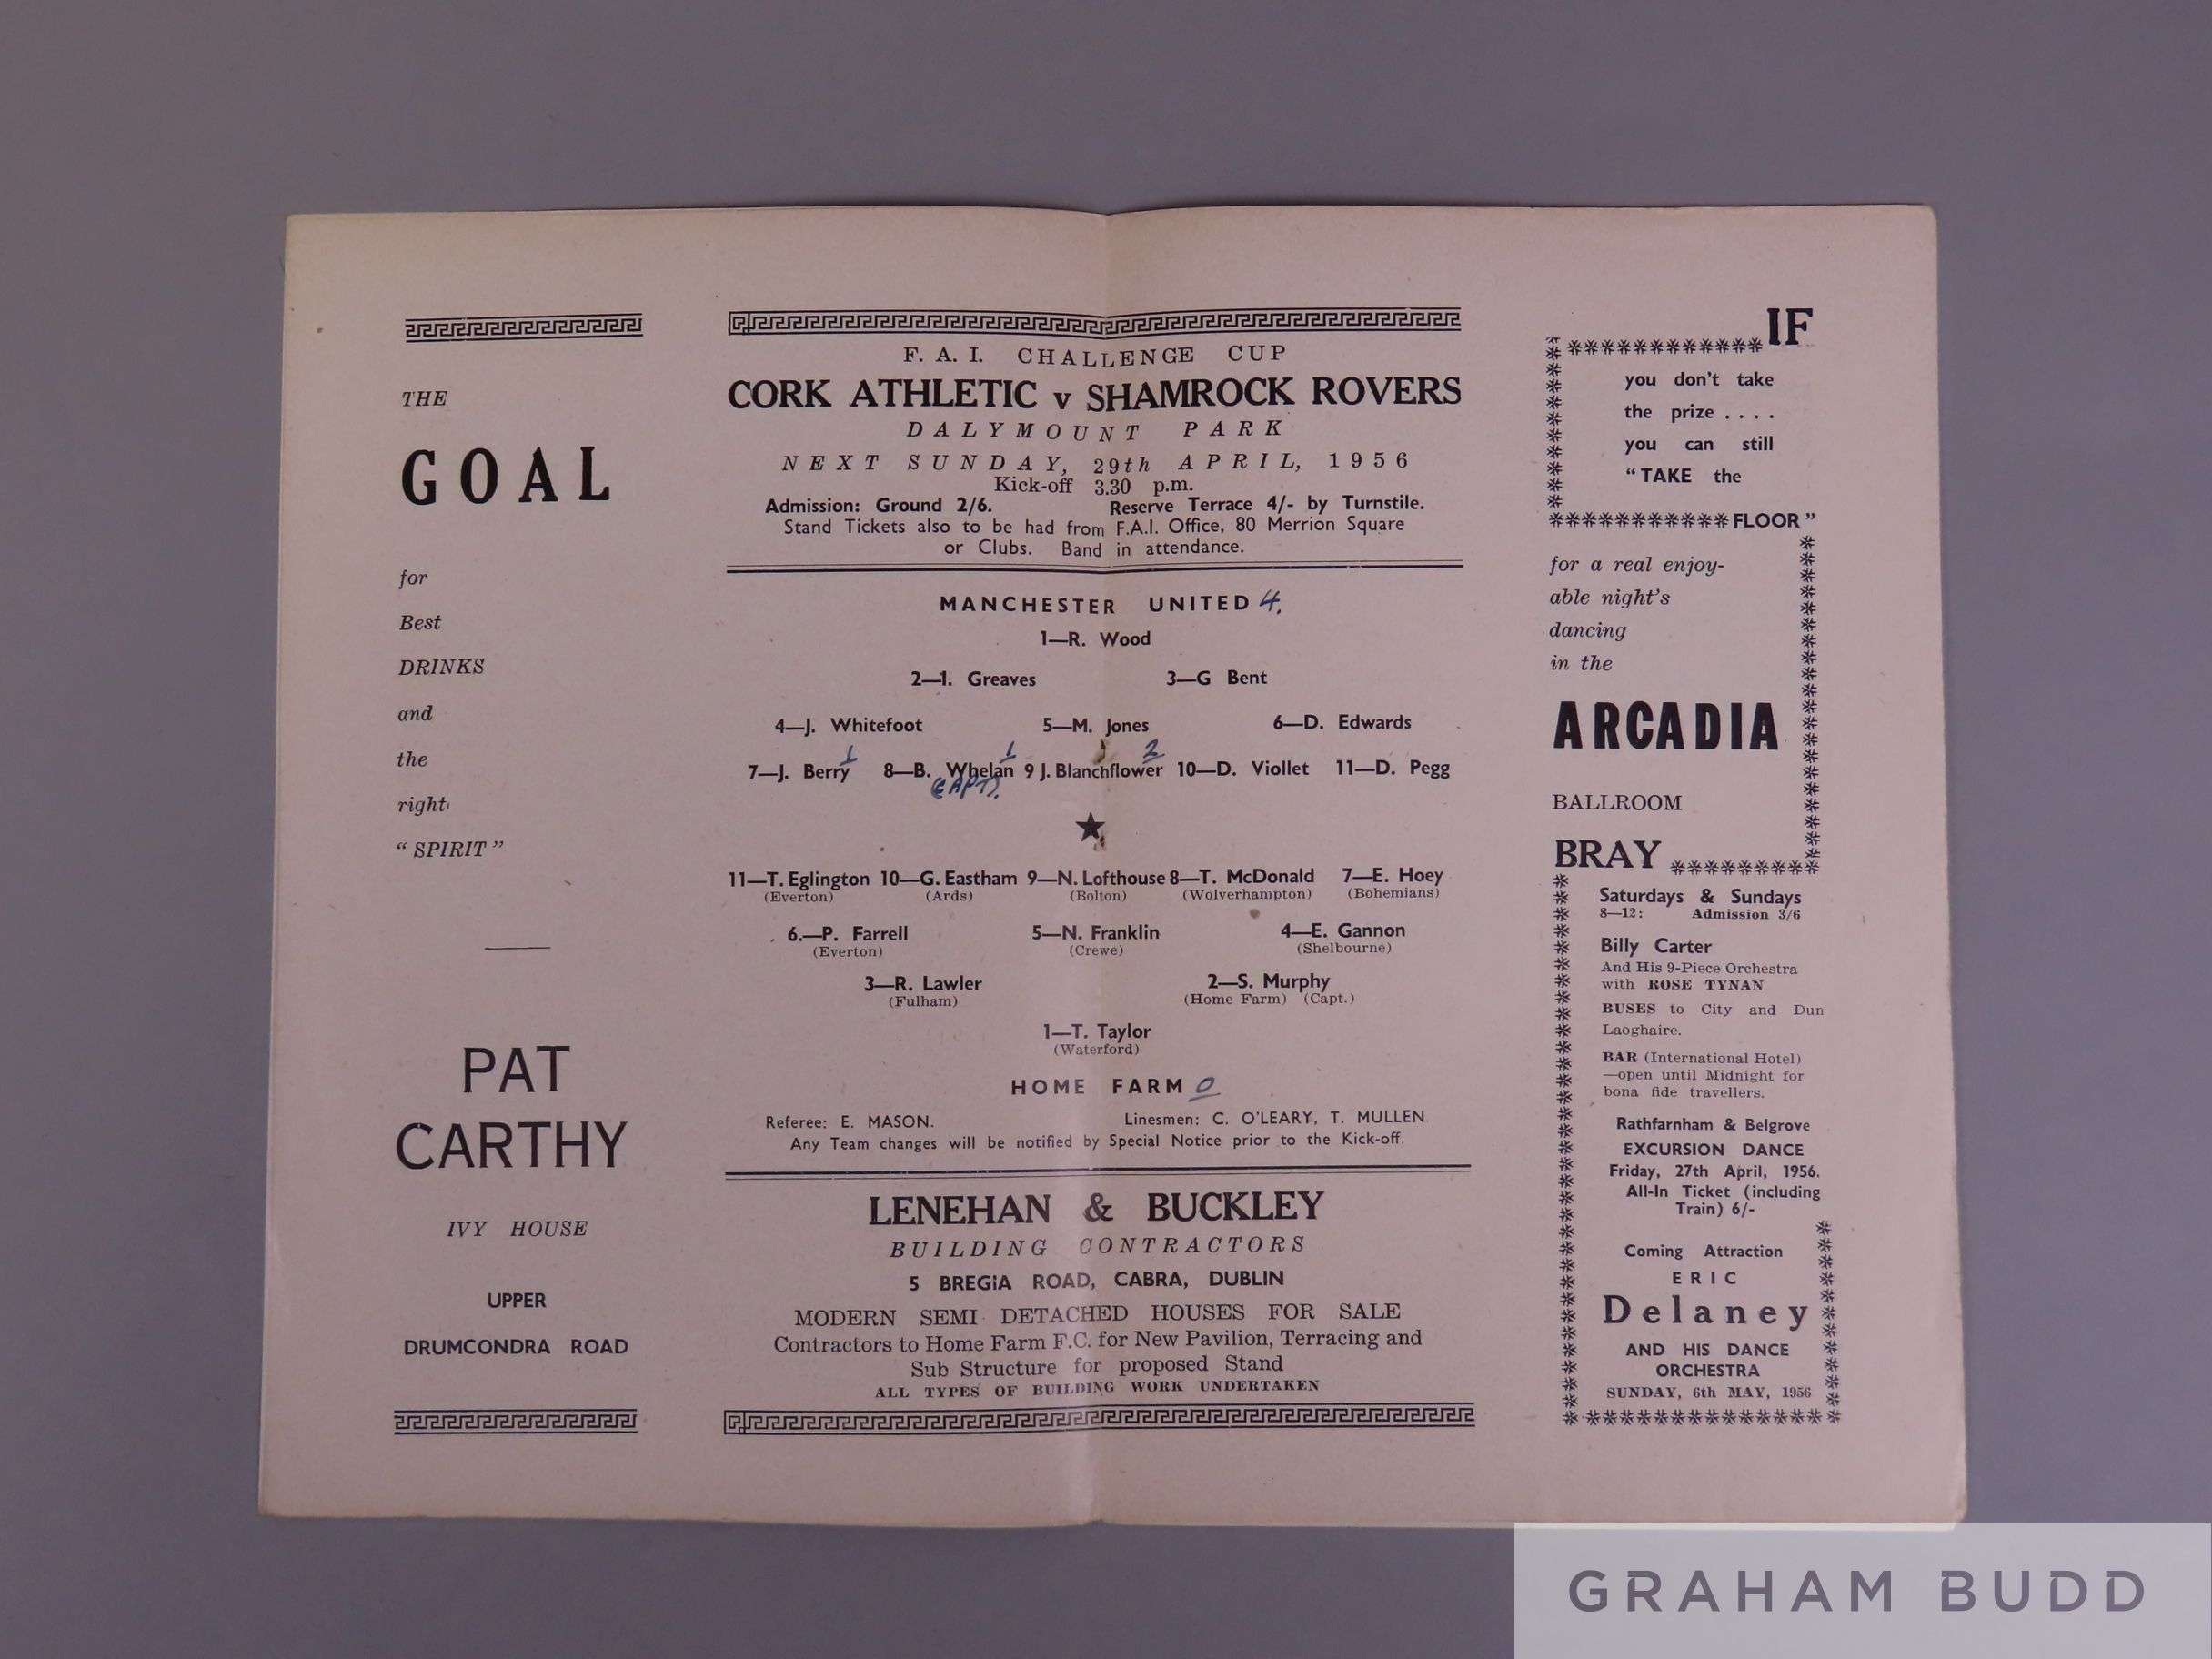 THE
GOAL
for
Best
DRINKS
and
the
right
"SPIRIT"
PAT
CARTHY
IVY HOUSE
UPPER
DRUMCONDRA ROAD
F. A. I. CHALLENGE CUP
CORK ATHLETIC v SHAMROCK ROVERS
DALYMOUNT PARK
NEXT SUNDAY, 29th APRIL, 1956
Kick-off 3.30 p.m.
Admission: Ground 2/6. Reserve Terrace 4/- by Turnstile.
Stand Tickets also to be had from F.A.I. Office, 80 Merrion Square
or Clubs. Band in attendance.
MANCHESTER UNITED 4.
1—R. Wood
2—I. Greaves 3—G Bent
4—J. Whitefoot 5—M. Jones 6—D. Edwards
1 1 2
7—J. Berry 8—B. Whelan 9 J. Blanchflower 10—D. Viollet 11—D. Pegg
(CAPT).
11—T. Eglington 10—G. Eastham 9—N. Lofthouse 8—T. McDonald 7—E. Hoey
(Everton) (Ards) (Bolton) (Wolverhampton) (Bohemians)
6.—P. Farrell 5—N. Franklin 4—E. Gannon
(Everton) (Crewe) (Shelbourne)
3—R. Lawler 2—S. Murphy
(Fulham) (Home Farm) (Capt.)
1—T. Taylor
(Waterford)
HOME FARM 0
Referee: E. MASON. Linesmen: C. O'LEARY, T. MULLEN
Any Team changes will be notified by Special Notice prior to the Kick-off.
LENEHAN & BUCKLEY
BUILDING CONTRACTORS
5 BREGIA ROAD, CABRA, DUBLIN
MODERN SEMI DETACHED HOUSES FOR SALE
Contractors to Home Farm F.C. for New Pavilion, Terracing and
Sub Structure for proposed Stand
ALL TYPES OF BUILDING WORK UNDERTAKEN
IF
you don't take
the prize . . . .
you can still
"TAKE the
FLOOR"
for a real enjoy-
able night's
dancing
in the
ARCADIA
BALLROOM
BRAY
Saturdays & Sundays
8—12: Admission 3/6
Billy Carter
And His 9-Piece Orchestra
with ROSE TYNAN
BUSES to City and Dun
Laoghaire.
BAR (International Hotel)
—open until Midnight for
bona fide travellers.
Rathfarnham & Belgrove
EXCURSION DANCE
Friday, 27th April, 1956.
All-In Ticket (including
Train) 6/-
Coming Attraction
ERIC
Delaney
AND HIS DANCE
ORCHESTRA
SUNDAY, 6th MAY, 1956
GRAHAM BUDD